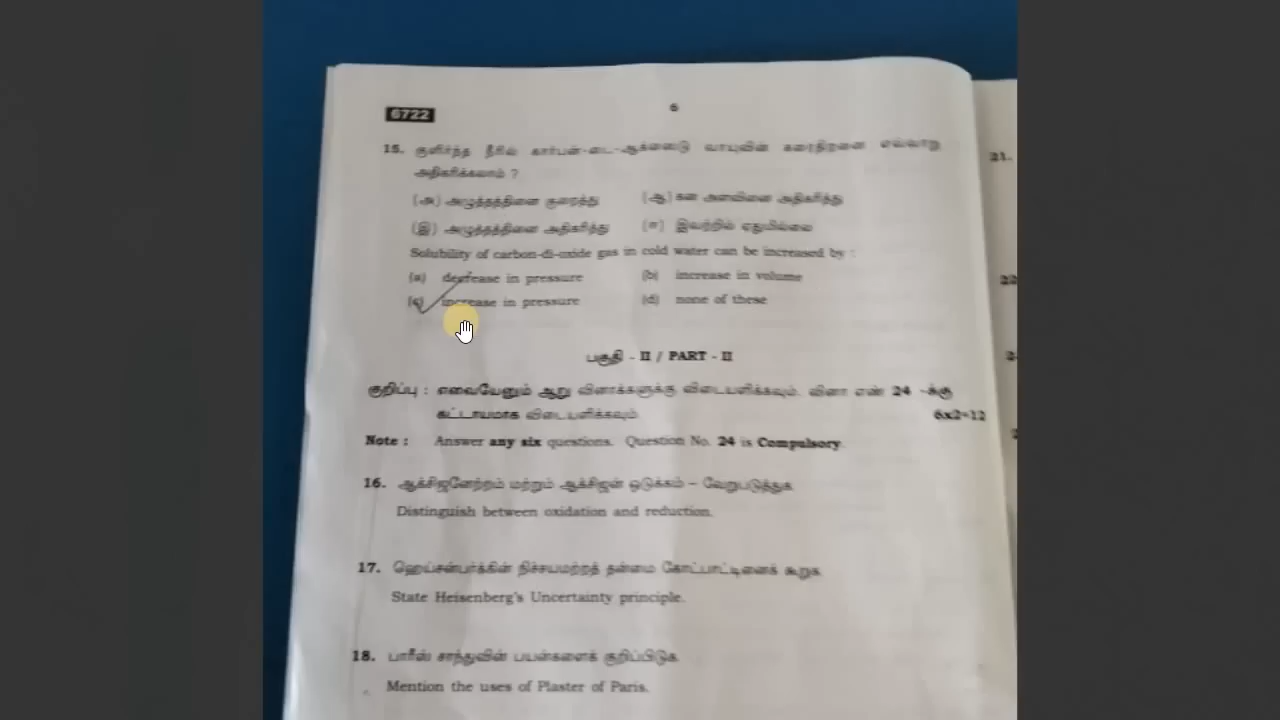 6
6722
15. குளிர்ந்த நீரில் கார்பன்-டை-ஆக்ஸைடு வாயுவின் கரைதிறனை எவ்வாறு
அதிகரிக்கலாம் ?
(அ) அழுத்தத்தினை குறைத்து (ஆ) கன அளவினை அதிகரித்து
(இ) அழுத்தத்தினை அதிகரித்து (ஈ) இவற்றில் ஏதுயில்லை
Solubility of carbon-di-oxide gas in cold water can be increased by :
(a) decrease in pressure (b) increase in volume
(c) increase in pressure (d) none of these
பகுதி - II / PART - II
குறிப்பு : எவையேனும் ஆறு வினாக்களுக்கு விடையளிக்கவும். வினா எண் 24 -க்கு
கட்டாயமாக விடையளிக்கவும். 6x2=12
Note : Answer any six questions. Question No. 24 is Compulsory.
16. ஆக்சிஜனேற்றம் மற்றும் ஆக்சிஜன் ஒடுக்கம் – வேறுபடுத்துக.
Distinguish between oxidation and reduction.
17. ஹெய்சன்பர்க்கின் நிச்சயமற்றத் தன்மை கோட்பாட்டினைக் கூறுக.
State Heisenberg's Uncertainty principle.
18. பாரீஸ் சாந்துவின் பயன்களைக் குறிப்பிடுக.
Mention the uses of Plaster of Paris.
21.